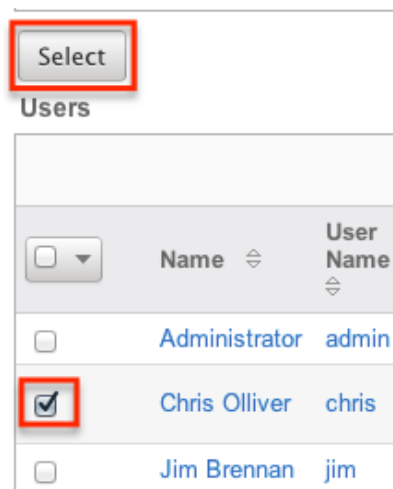 Select
Users
Name User Name
Administrator admin
Chris Olliver chris
Jim Brennan jim